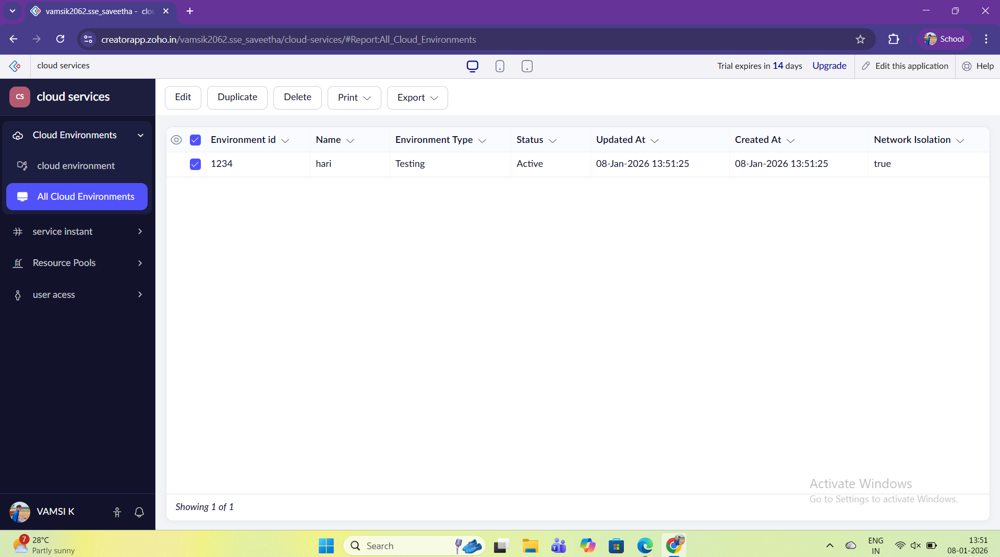 vamsik2062.sse_saveetha - clou
creatorapp.zoho.in/vamsik2062.sse_saveetha/cloud-services/#Report:All_Cloud_Environments
School
cloud services
Trial expires in 14 days
Upgrade
Edit this application
Help
CS
cloud services
Edit
Duplicate
Delete
Print
Export
Cloud Environments
cloud environment
All Cloud Environments
service instant
Resource Pools
user acess
Environment id
Name
Environment Type
Status
Updated At
Created At
Network Isolation
1234
hari
Testing
Active
08-Jan-2026 13:51:25
08-Jan-2026 13:51:25
true
Activate Windows
Go to Settings to activate Windows.
Showing 1 of 1
VAMSI K
7
28°C
Partly sunny
Search
ENG
IN
13:51
08-01-2026